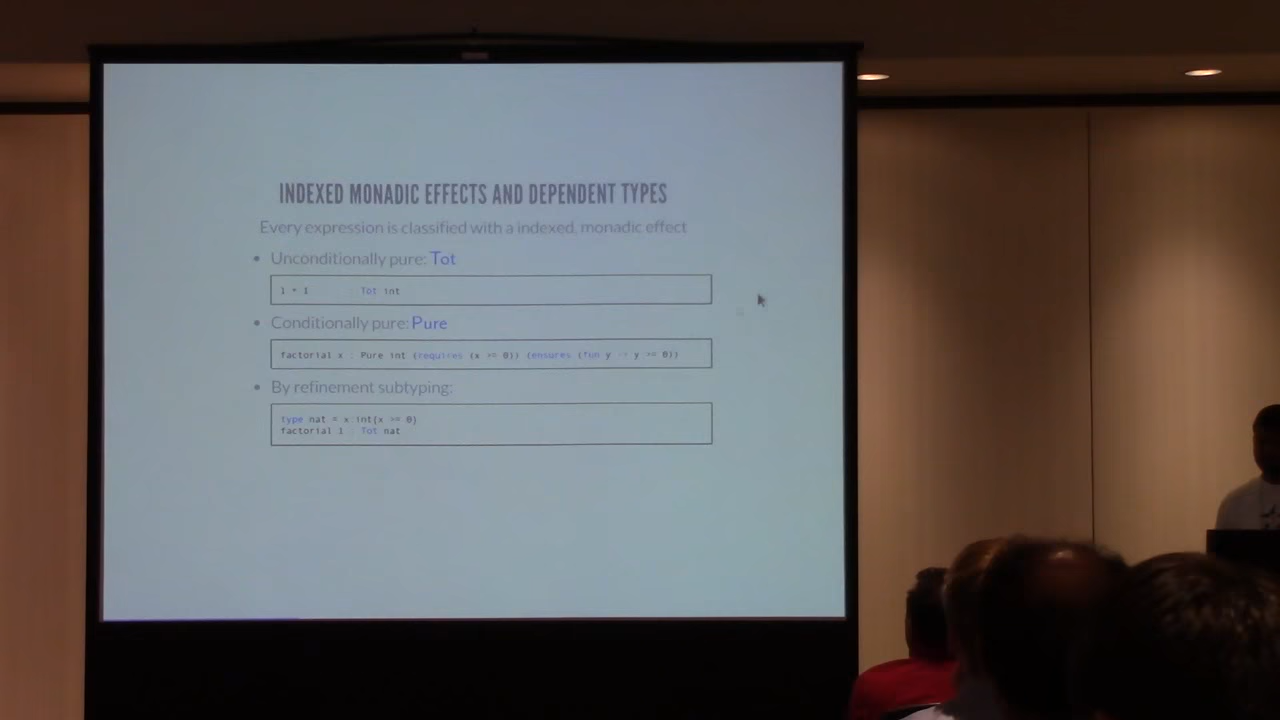 INDEXED MONADIC EFFECTS AND DEPENDENT TYPES
Every expression is classified with a indexed, monadic effect
• Unconditionally pure: Tot
1 + 1 : Tot int
• Conditionally pure: Pure
factorial x : Pure int (requires (x >= 0)) (ensures (fun y -> y >= 0))
• By refinement subtyping:
type nat = x:int{x >= 0}
factorial 1 : Tot nat